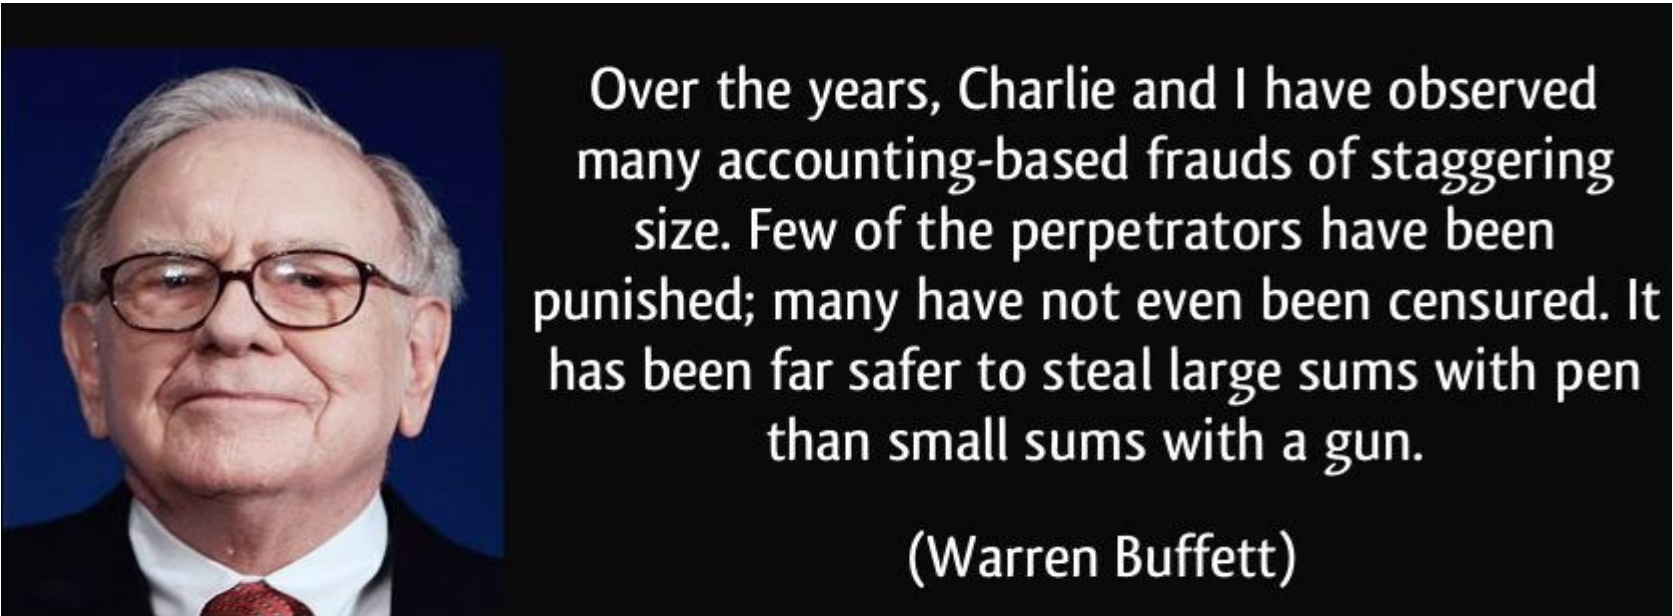 Over the years, Charlie and I have observed
many accounting-based frauds of staggering
size. Few of the perpetrators have been
punished; many have not even been censured. It
has been far safer to steal large sums with pen
than small sums with a gun.
(Warren Buffett)